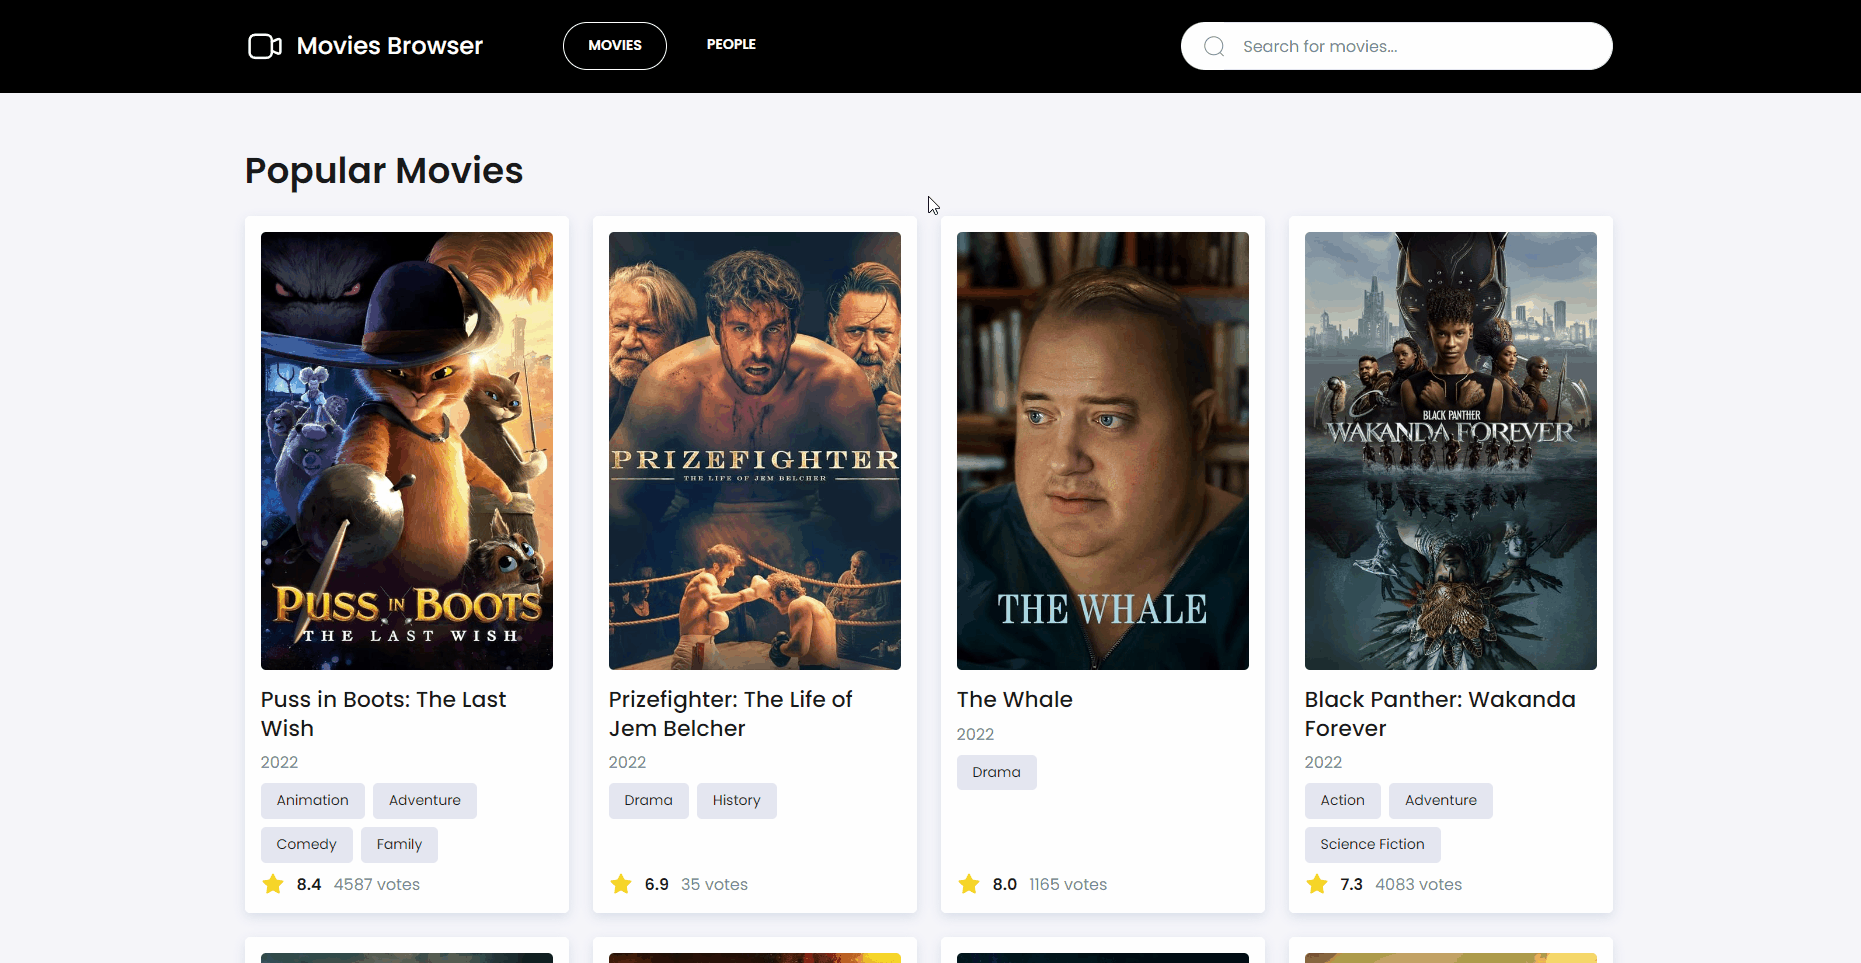 Movies Browser
MOVIES
PEOPLE
Search for movies...
Popular Movies
PUSS IN BOOTS
THE LAST WISH
Puss in Boots: The Last
Wish
2022
Animation
Adventure
Comedy
Family
8.4 4587 votes
PRIZEFIGHTER
THE LIFE OF JEM BELCHER
Prizefighter: The Life of
Jem Belcher
2022
Drama
History
6.9 35 votes
THE WHALE
The Whale
2022
Drama
8.0 1165 votes
BLACK PANTHER
WAKANDA FOREVER
Black Panther: Wakanda
Forever
2022
Action
Adventure
Science Fiction
7.3 4083 votes